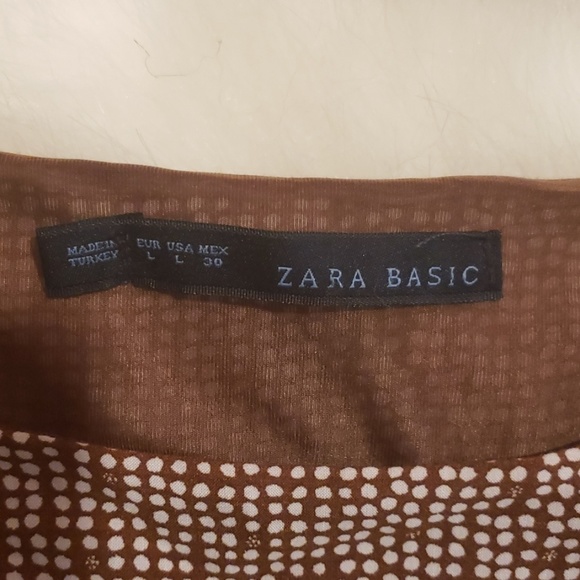 MADE IN
TURKEY
EUR USA MEX
L L 30
ZARA BASIC